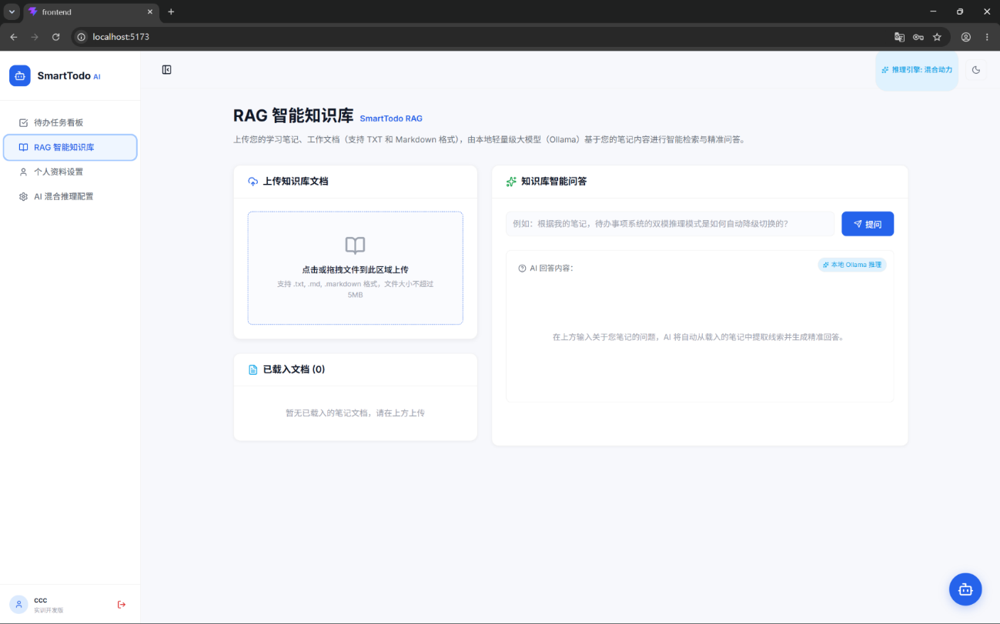 frontend
localhost:5173
SmartTodo AI
推理引擎: 混合动力
待办任务看板
RAG 智能知识库
个人资料设置
AI 混合推理配置
RAG 智能知识库 SmartTodo RAG
上传您的学习笔记、工作文档（支持 TXT 和 Markdown 格式），由本地轻量级大模型（Ollama）基于您的笔记内容进行智能检索与精准问答。
上传知识库文档
点击或拖拽文件到此区域上传
支持 .txt, .md, .markdown 格式，文件大小不超过
5MB
已载入文档 (0)
暂无已载入的笔记文档，请在上方上传
知识库智能问答
例如：根据我的笔记，待办事项系统的双模推理模式是如何自动降级切换的？
提问
AI 回答内容：
本地 Ollama 推理
在上方输入关于您笔记的问题，AI 将自动从载入的笔记中提取线索并生成精准回答。
ccc
实训开发版